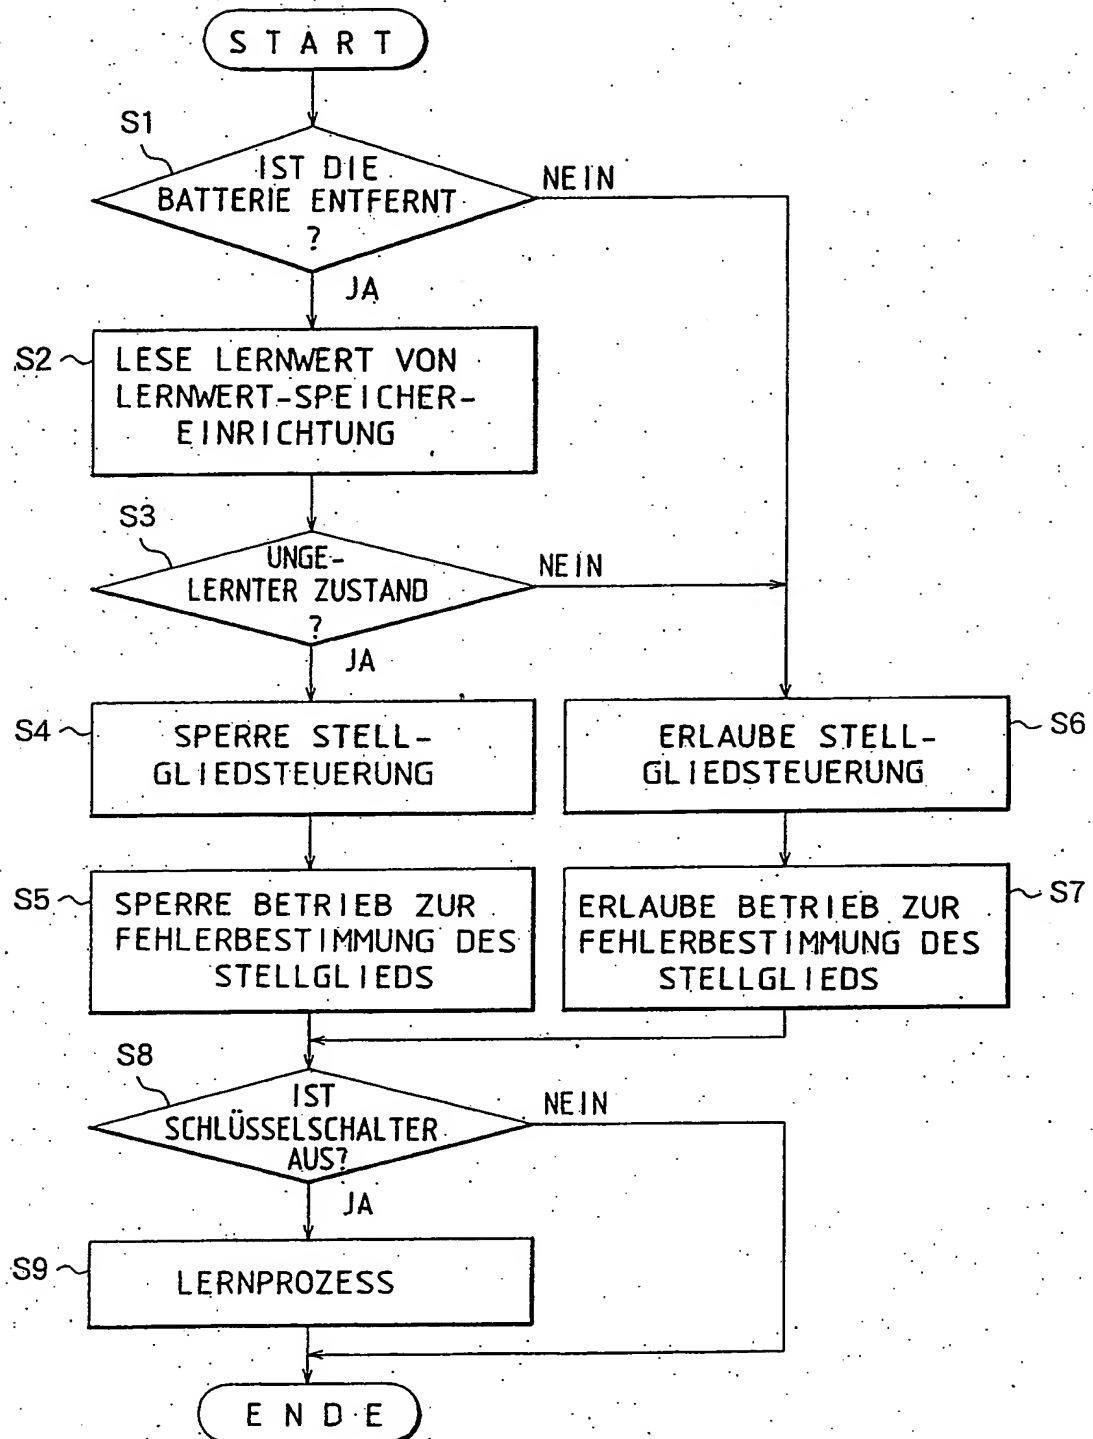 START
S1
IST DIE
BATTERIE ENTFERNT
?
NEIN
JA
S2
LESE LERNWERT VON
LERNWERT-SPEICHER-
EINRICHTUNG
S3
UNGE-
LERNTER ZUSTAND
?
NEIN
JA
S4
SPERRE STELL-
GLIEDSTEUERUNG
ERLAUBE STELL-
GLIEDSTEUERUNG
S6
S5
SPERRE BETRIEB ZUR
FEHLERBESTIMMUNG DES
STELLGLIEDS
ERLAUBE BETRIEB ZUR
FEHLERBESTIMMUNG DES
STELLGLIEDS
S7
S8
IST
SCHLÜSSELSCHALTER
AUS?
NEIN
JA
S9
LERNPROZESS
ENDE